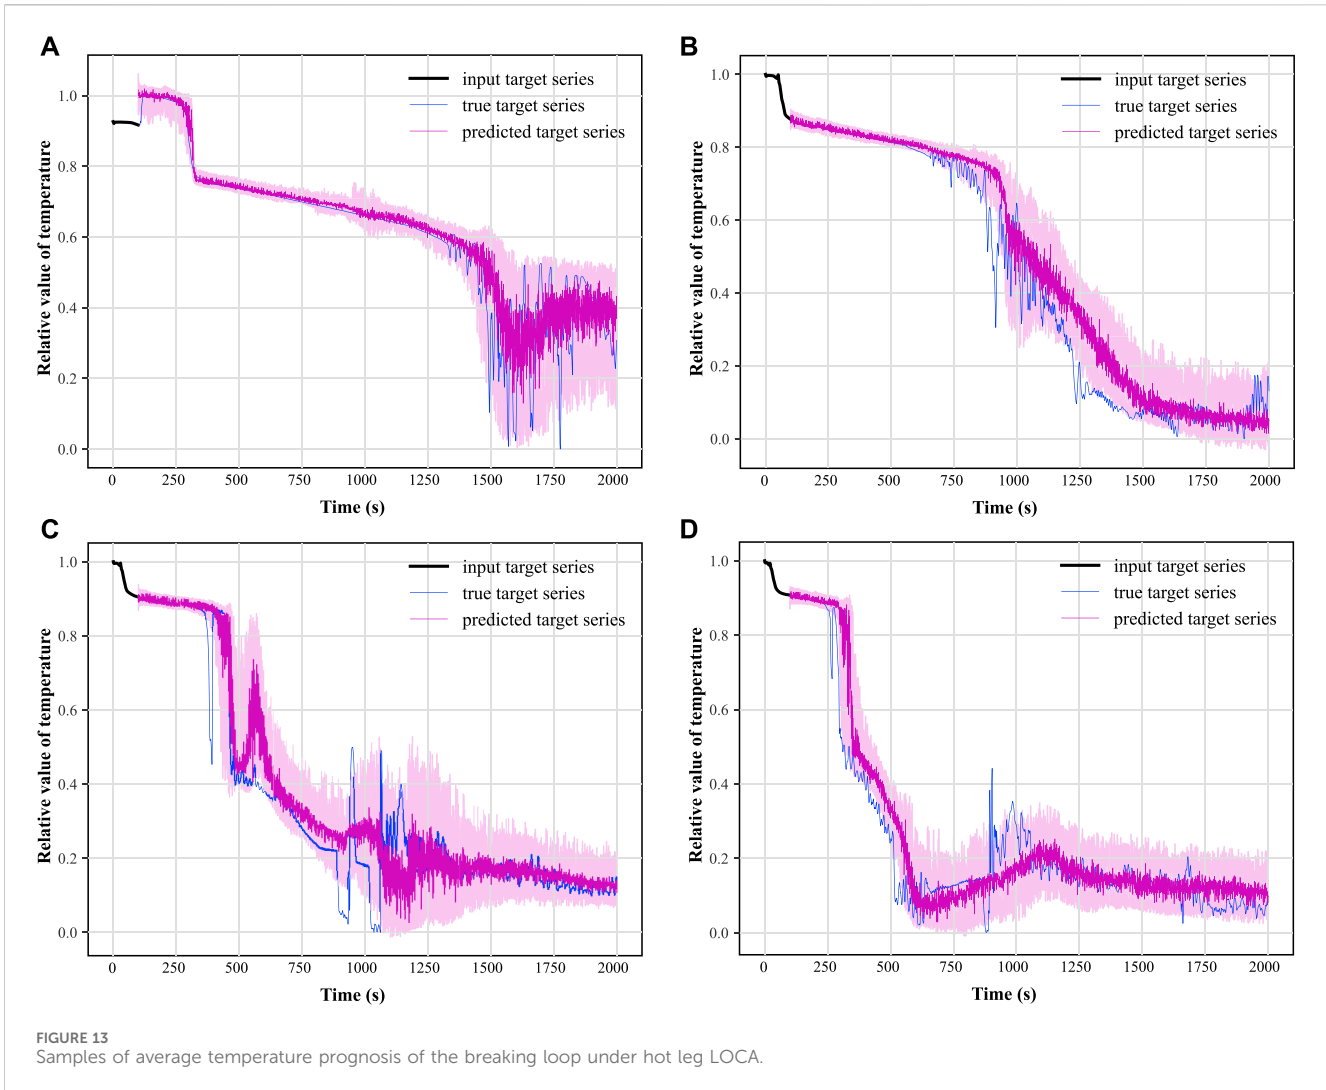 A
Relative value of temperature
1.0
0.8
0.6
0.4
0.2
0.0
input target series
true target series
predicted target series
0 250 500 750 1000 1250 1500 1750 2000
Time (s)
B
Relative value of temperature
1.0
0.8
0.6
0.4
0.2
0.0
input target series
true target series
predicted target series
0 250 500 750 1000 1250 1500 1750 2000
Time (s)
C
Relative value of temperature
1.0
0.8
0.6
0.4
0.2
0.0
input target series
true target series
predicted target series
0 250 500 750 1000 1250 1500 1750 2000
Time (s)
D
Relative value of temperature
1.0
0.8
0.6
0.4
0.2
0.0
input target series
true target series
predicted target series
0 250 500 750 1000 1250 1500 1750 2000
Time (s)
FIGURE 13
Samples of average temperature prognosis of the breaking loop under hot leg LOCA.